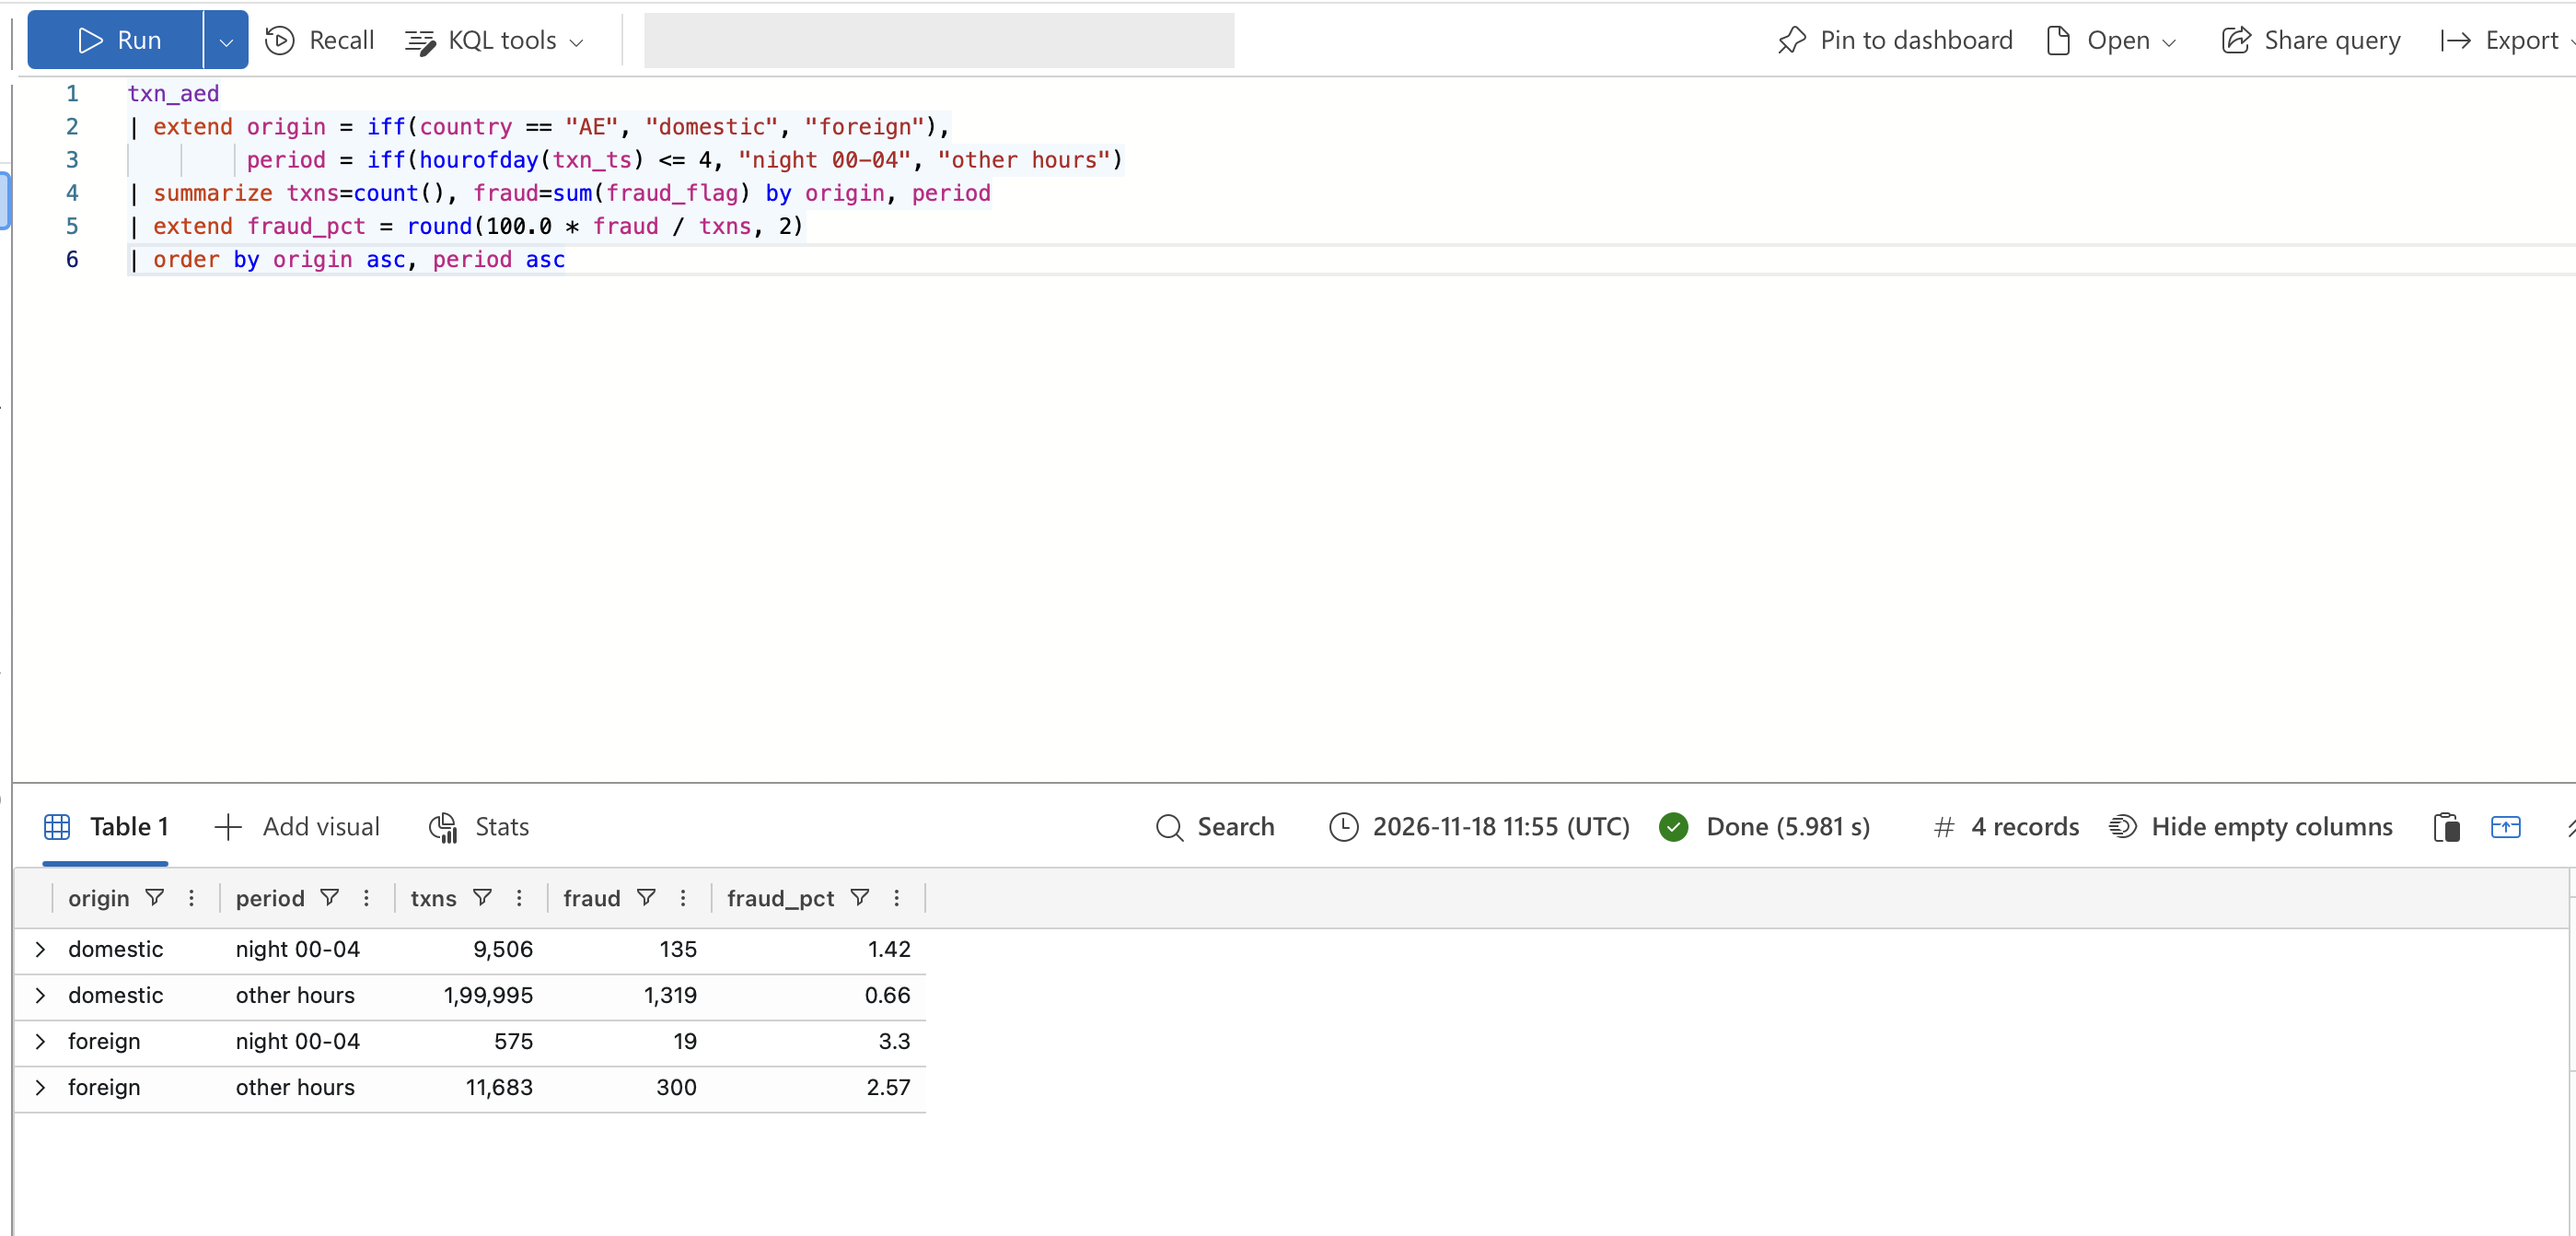 Run Recall KQL tools Pin to dashboard Open Share query Export
1 txn_aed
2 | extend origin = iff(country == "AE", "domestic", "foreign"),
3 period = iff(hourofday(txn_ts) <= 4, "night 00-04", "other hours")
4 | summarize txns=count(), fraud=sum(fraud_flag) by origin, period
5 | extend fraud_pct = round(100.0 * fraud / txns, 2)
6 | order by origin asc, period asc
Table 1 Add visual Stats Search 2026-11-18 11:55 (UTC) Done (5.981 s) # 4 records Hide empty columns
origin period txns fraud fraud_pct
domestic night 00-04 9,506 135 1.42
domestic other hours 1,99,995 1,319 0.66
foreign night 00-04 575 19 3.3
foreign other hours 11,683 300 2.57